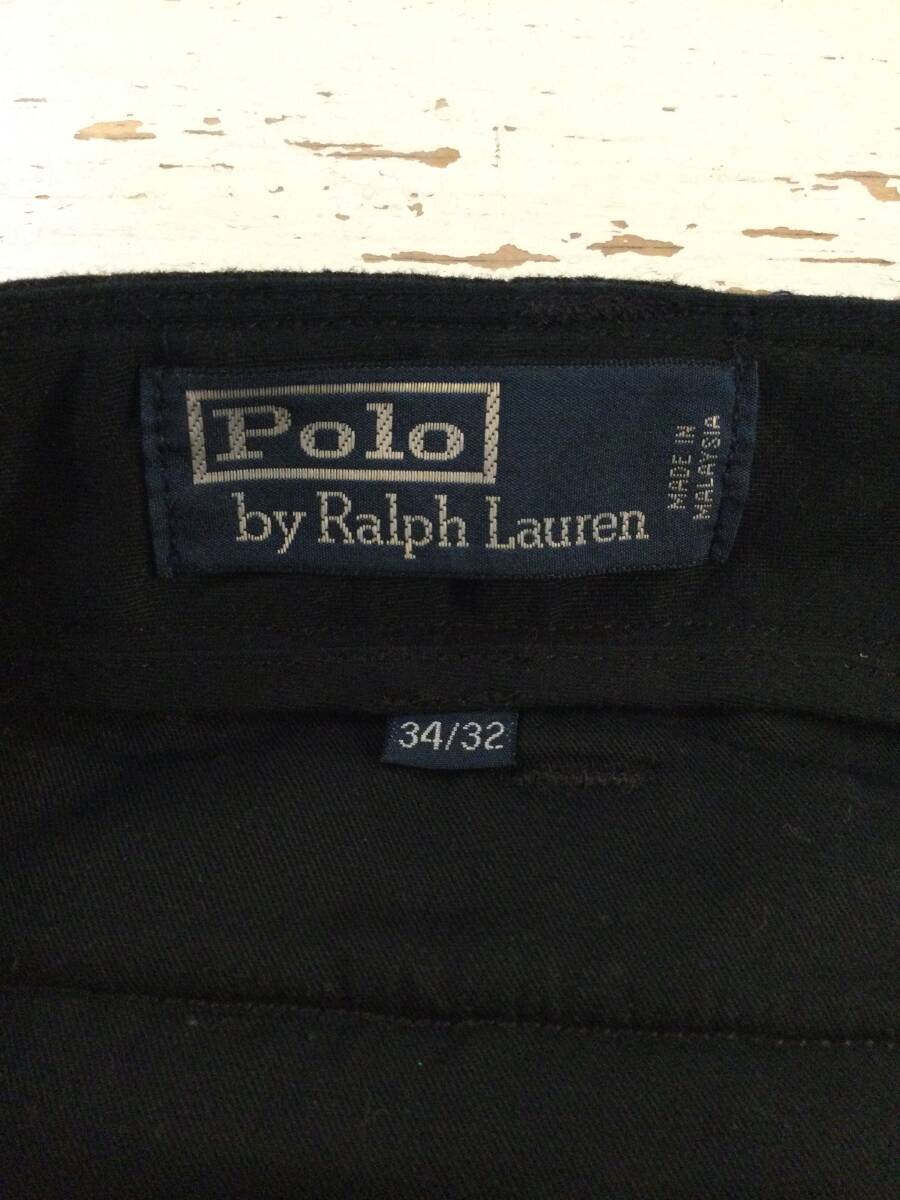 Polo
by Ralph Lauren
MADE IN
MALAYSIA
34/32